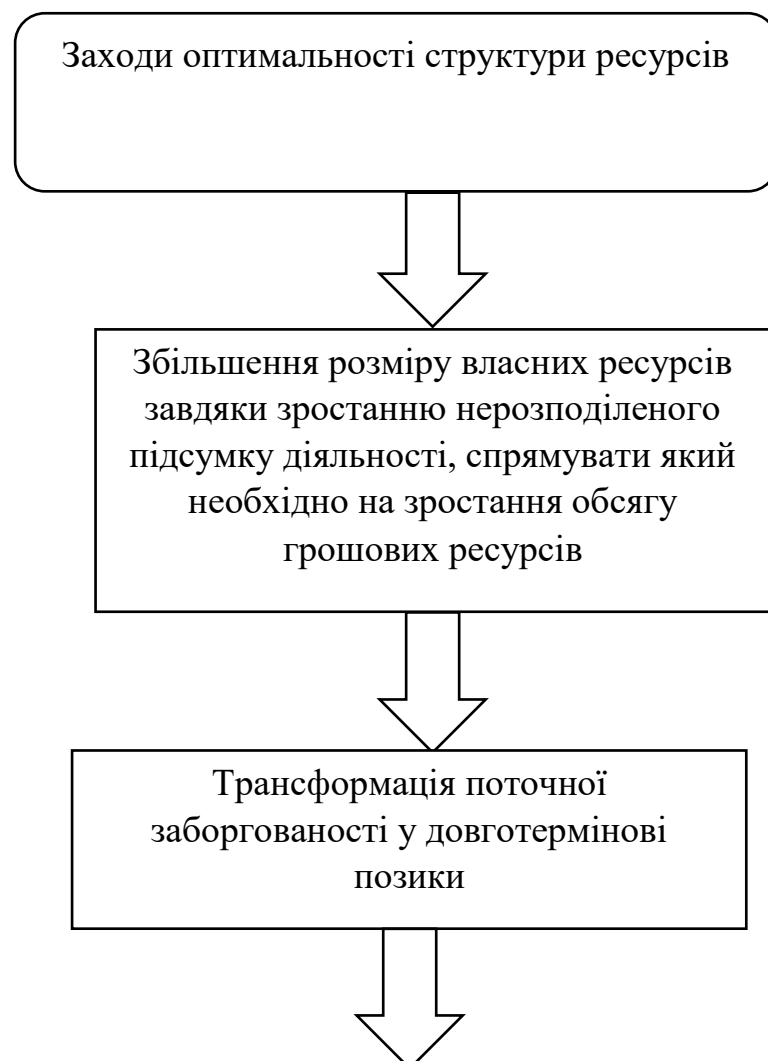 Заходи оптимальності структури ресурсів
Збільшення розміру власних ресурсів
завдяки зростанню нерозподіленого
підсумку діяльності, спрямувати який
необхідно на зростання обсягу
грошових ресурсів
Трансформація поточної
заборгованості у довготермінові
позики